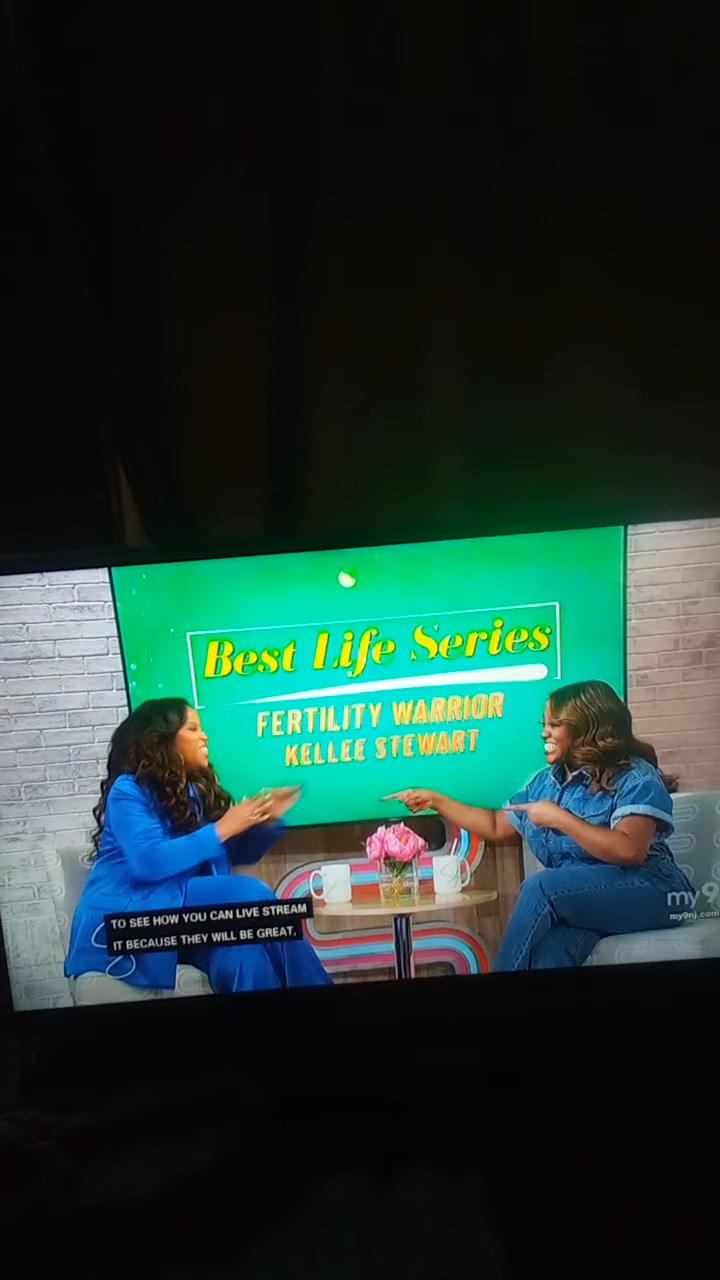 Best Life Series
FERTILITY WARRIOR
KELLEE STEWART
TO SEE HOW YOU CAN LIVE STREAM
IT BECAUSE THEY WILL BE GREAT,
my9
my9nj.com